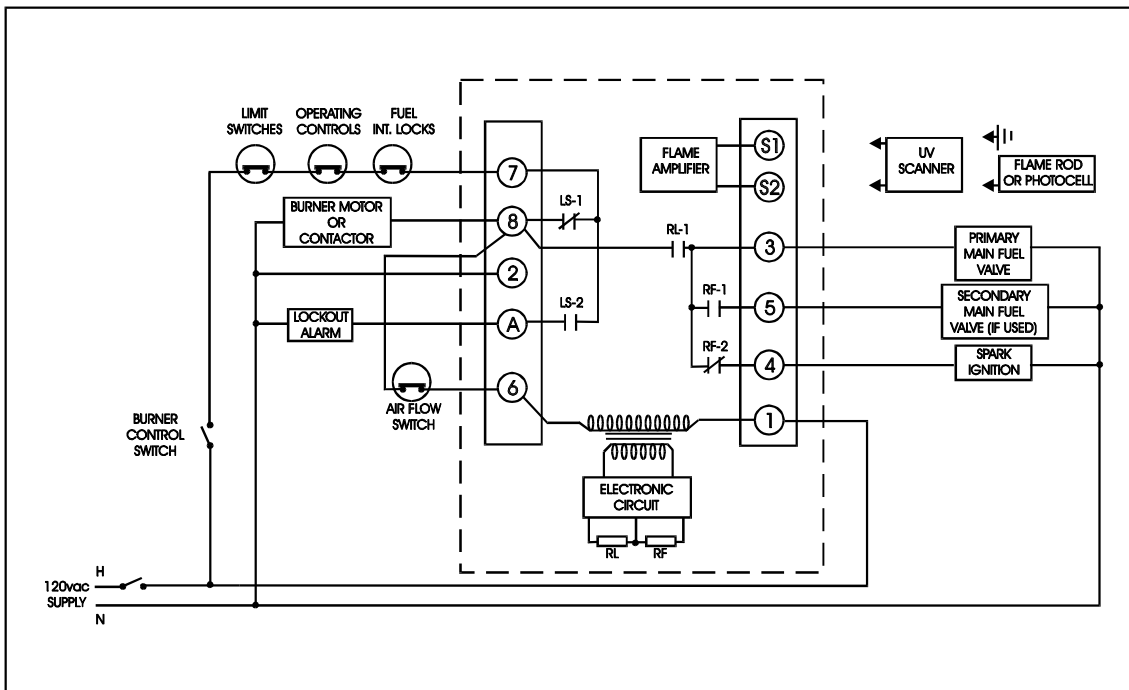 LIMIT
SWITCHES
OPERATING
CONTROLS
FUEL
INT. LOCKS
7
LS-1
FLAME
AMPLIFIER
S1
S2
UV
SCANNER
FLAME ROD
OR PHOTOCELL
BURNER MOTOR
OR
CONTACTOR
8
RL-1
3
PRIMARY
MAIN FUEL
VALVE
2
RF-1
5
SECONDARY
MAIN FUEL
VALVE (IF USED)
LOCKOUT
ALARM
A
LS-2
RF-2
4
SPARK
IGNITION
AIR FLOW
SWITCH
6
1
BURNER
CONTROL
SWITCH
ELECTRONIC
CIRCUIT
RL
RF
H
120vac
SUPPLY
N